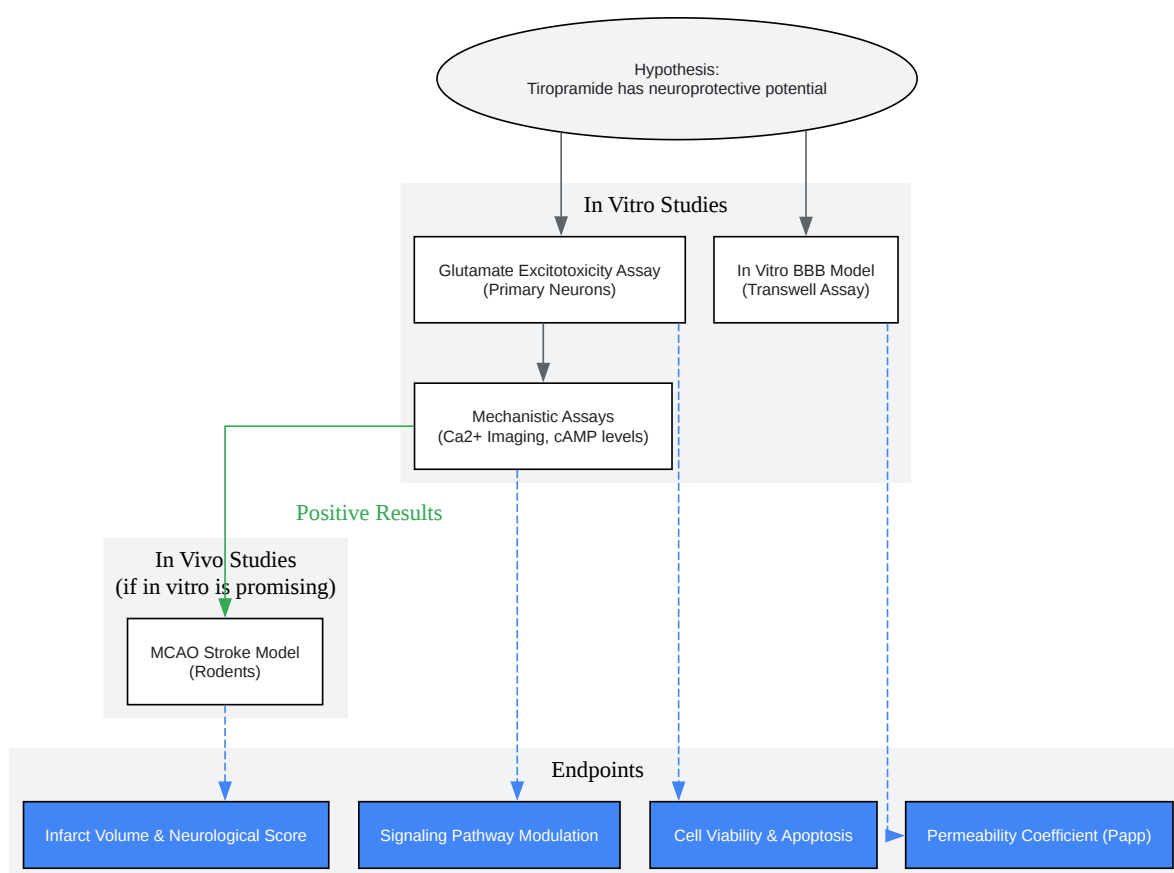 Hypothesis:
Tiropramide has neuroprotective potential
In Vitro Studies
Glutamate Excitotoxicity Assay
(Primary Neurons)
In Vitro BBB Model
(Transwell Assay)
Mechanistic Assays
(Ca2+ Imaging, cAMP levels)
Positive Results
In Vivo Studies
(if in vitro is promising)
MCAO Stroke Model
(Rodents)
Endpoints
Infarct Volume & Neurological Score
Signaling Pathway Modulation
Cell Viability & Apoptosis
Permeability Coefficient (Papp)